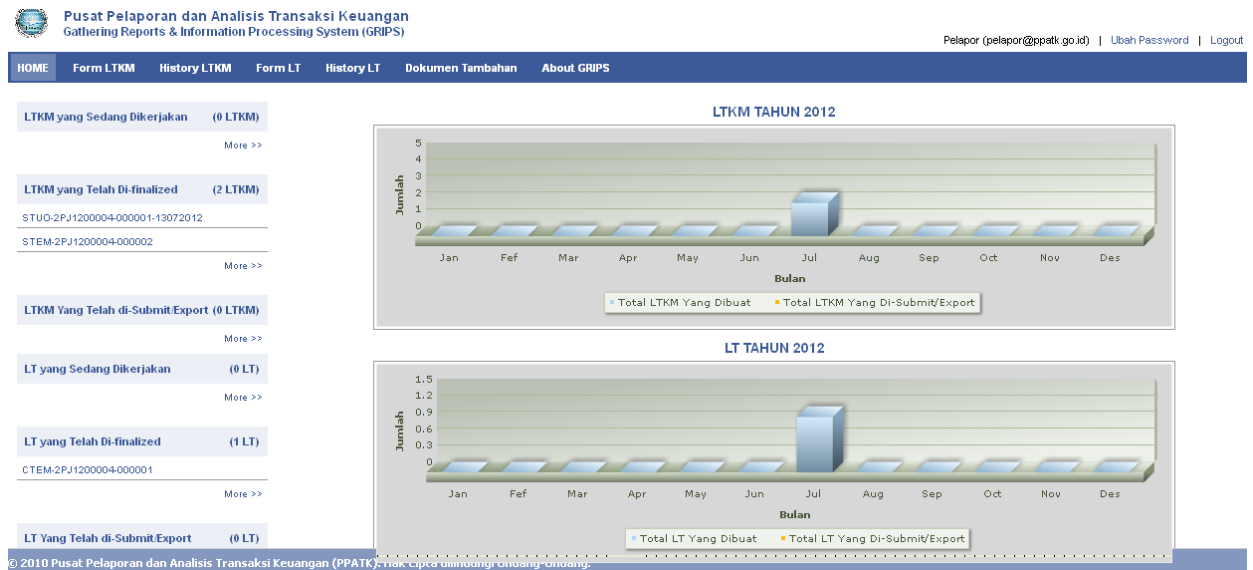 Pusat Pelaporan dan Analisis Transaksi Keuangan
Gathering Reports & Information Processing System (GRIPS)
Pelapor (pelapor@ppatk.go.id) | Ubah Password | Logout
HOME Form LTKM History LTKM Form LT History LT Dokumen Tambahan About GRIPS
LTKM yang Sedang Dikerjakan (0 LTKM)
More >>
LTKM yang Telah Di-finalized (2 LTKM)
STUO-2PJ1200004-000001-13072012
STEM-2PJ1200004-000002
More >>
LTKM Yang Telah di-Submit/Export (0 LTKM)
More >>
LT yang Sedang Dikerjakan (0 LT)
More >>
LT yang Telah Di-finalized (1 LT)
CTEM-2PJ1200004-000001
More >>
LT Yang Telah di-Submit/Export (0 LT)
LTKM TAHUN 2012
Jumlah
5
4
3
2
1
0
Jan Fef Mar Apr May Jun Jul Aug Sep Oct Nov Des
Bulan
Total LTKM Yang Dibuat Total LTKM Yang Di-Submit/Export
LT TAHUN 2012
Jumlah
1.5
1.2
0.9
0.6
0.3
0
Jan Fef Mar Apr May Jun Jul Aug Sep Oct Nov Des
Bulan
Total LT Yang Dibuat Total LT Yang Di-Submit/Export
© 2010 Pusat Pelaporan dan Analisis Transaksi Keuangan (PPATK). Hak Cipta dilindungi Undang-Undang.